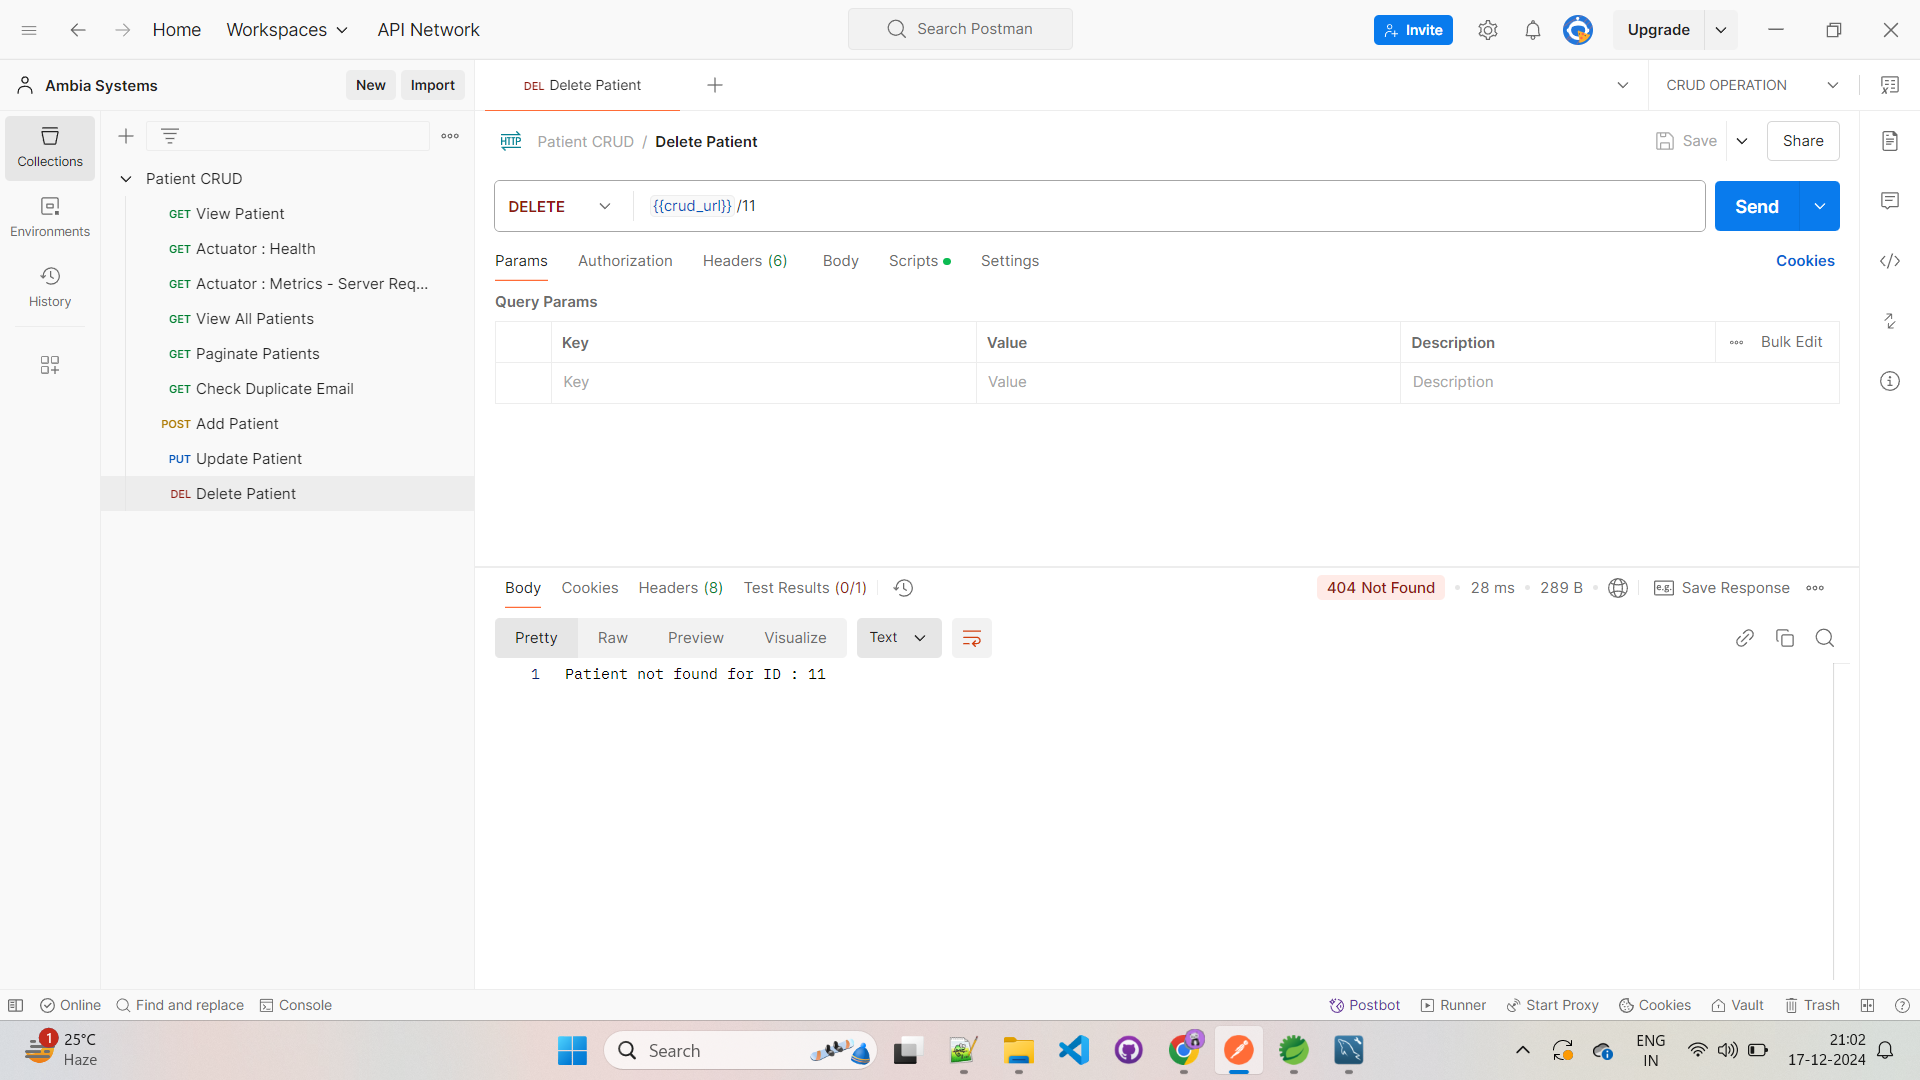 Home
Workspaces
API Network
Search Postman
Invite
Upgrade
Ambia Systems
New
Import
DEL Delete Patient
CRUD OPERATION
Collections
Environments
History
Patient CRUD
GET View Patient
GET Actuator : Health
GET Actuator : Metrics - Server Req...
GET View All Patients
GET Paginate Patients
GET Check Duplicate Email
POST Add Patient
PUT Update Patient
DEL Delete Patient
HTTP Patient CRUD / Delete Patient
Save
Share
DELETE
{{crud_url}} /11
Send
Params Authorization Headers (6) Body Scripts Settings
Cookies
Query Params
Key Value Description
Bulk Edit
Key Value Description
Body Cookies Headers (8) Test Results (0/1)
404 Not Found 28 ms 289 B
e.g. Save Response
Pretty Raw Preview Visualize
Text
1 Patient not found for ID : 11
Online
Find and replace
Console
Postbot
Runner
Start Proxy
Cookies
Vault
Trash
1
25°C
Haze
Search
ENG
IN
21:02
17-12-2024